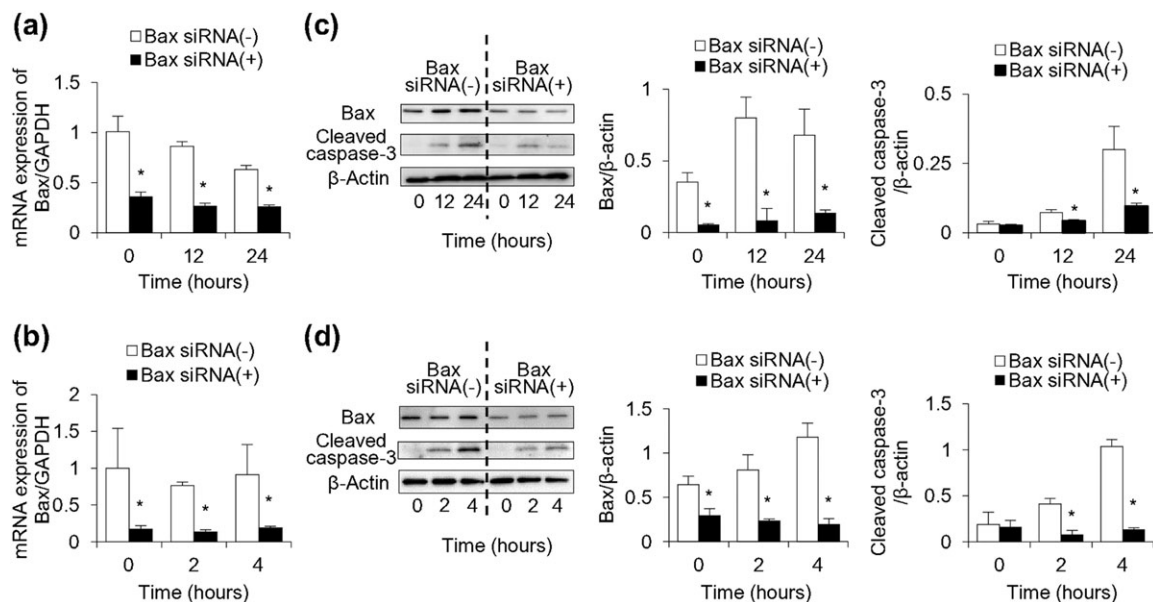 (a)
Bax siRNA(-)
Bax siRNA(+)
mRNA expression of
Bax/GAPDH
1.5
1
0.5
0
*
*
*
0 12 24
Time (hours)
(c)
Bax
siRNA(-)
Bax
siRNA(+)
Bax
Cleaved
caspase-3
β-Actin
0 12 24 0 12 24
Time (hours)
Bax siRNA(-)
Bax siRNA(+)
Bax/β-actin
1
0.5
0
*
*
*
0 12 24
Time (hours)
Bax siRNA(-)
Bax siRNA(+)
Cleaved caspase-3
/β-actin
0.5
0.25
0
*
*
0 12 24
Time (hours)
(b)
Bax siRNA(-)
Bax siRNA(+)
mRNA expression of
Bax/GAPDH
2
1.5
1
0.5
0
*
*
*
0 2 4
Time (hours)
(d)
Bax
siRNA(-)
Bax
siRNA(+)
Bax
Cleaved
caspase-3
β-Actin
0 2 4 0 2 4
Time (hours)
Bax siRNA(-)
Bax siRNA(+)
Bax/β-actin
1.5
1
0.5
0
*
*
*
0 2 4
Time (hours)
Bax siRNA(-)
Bax siRNA(+)
Cleaved caspase-3
/β-actin
1.5
1
0.5
0
*
*
0 2 4
Time (hours)